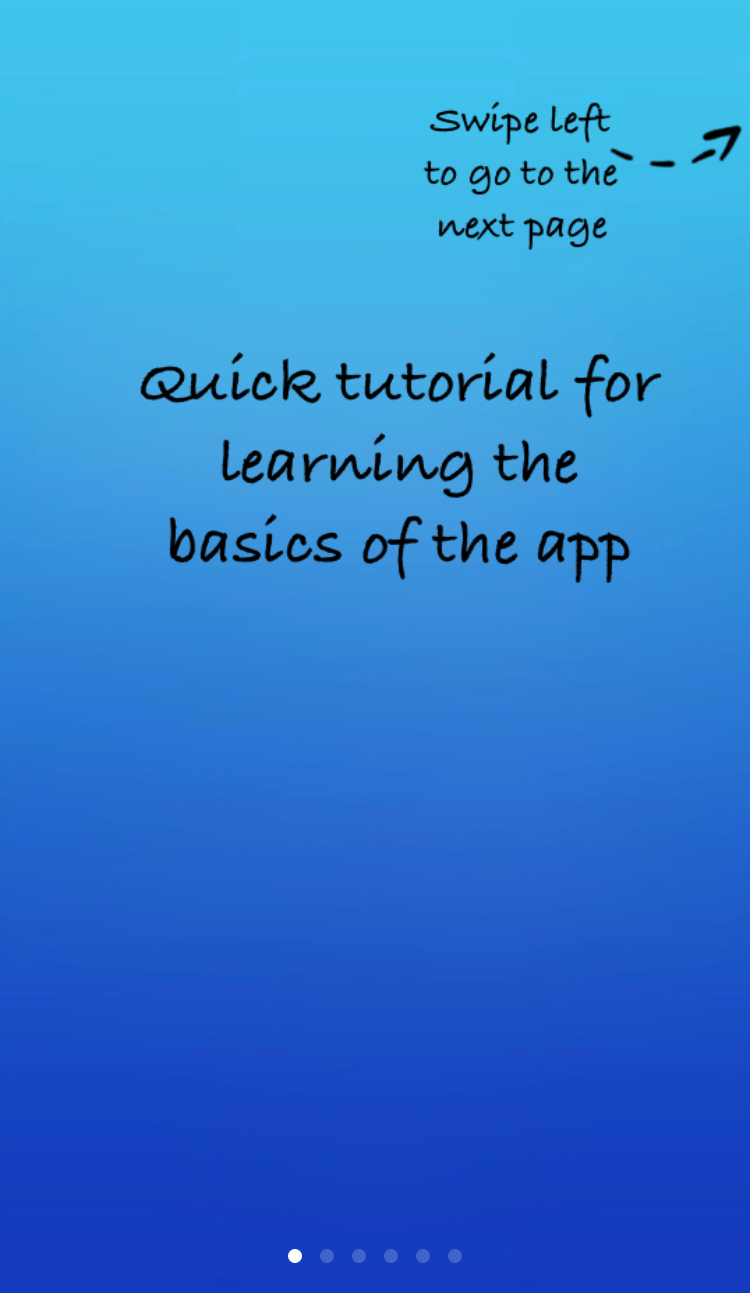 Swipe left
to go to the
next page
Quick tutorial for
learning the
basics of the app